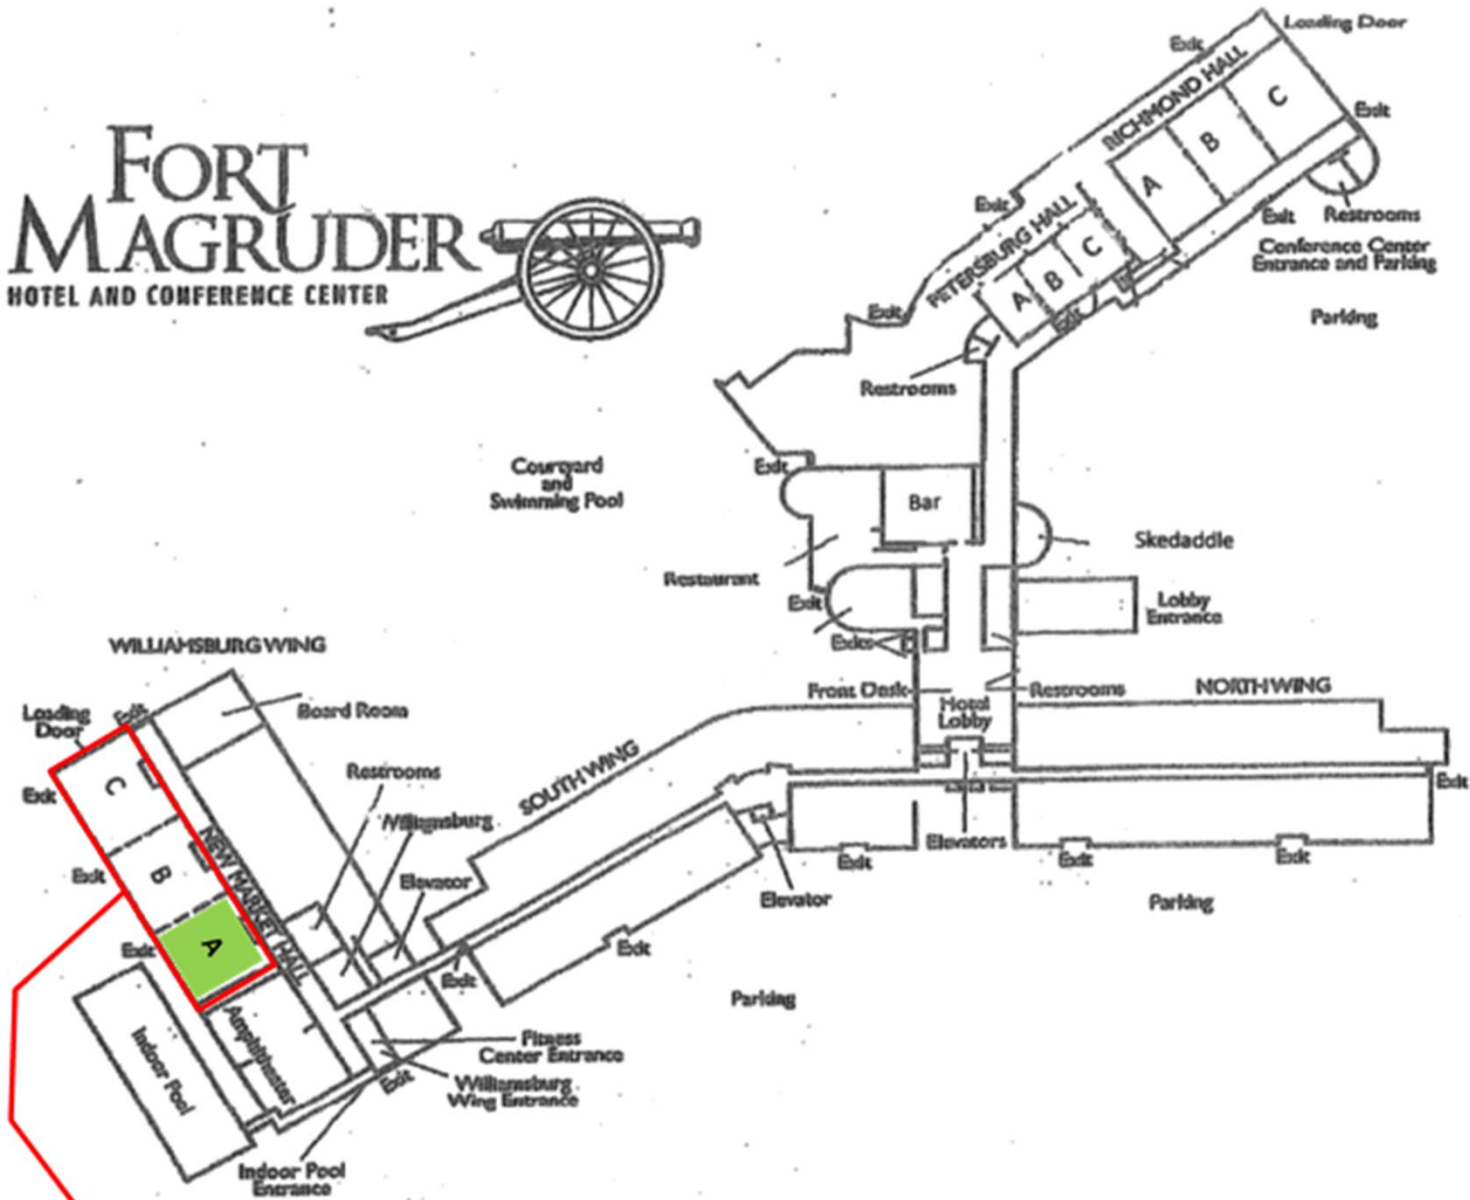 FORT
MAGRUDER
HOTEL AND CONFERENCE CENTER
Loading Door
Exit
RICHMOND HALL
C
B
A
Exit
Exit
Restrooms
Exit
Conference Center
Entrance and Parking
Parking
PETERSBURG HALL
C
B
A
Exit
Exit
Restrooms
Courtyard
and
Swimming Pool
Exit
Bar
Skedaddle
Restaurant
Exit
Lobby
Entrance
Exits
Front Desk
Restrooms
NORTH WING
Hotel
Lobby
WILLIAMSBURG WING
Loading
Door
Exit
Board Room
C
Exit
Restrooms
SOUTH WING
Williamsburg
NEW MARKET HALL
B
Exit
Elevator
Elevators
Exit
Exit
Exit
Exit
Elevator
Parking
A
Exit
Exit
Exit
Parking
Indoor Pool
Amphitheater
Fitness
Center Entrance
Exit
Williamsburg
Wing Entrance
Indoor Pool
Entrance